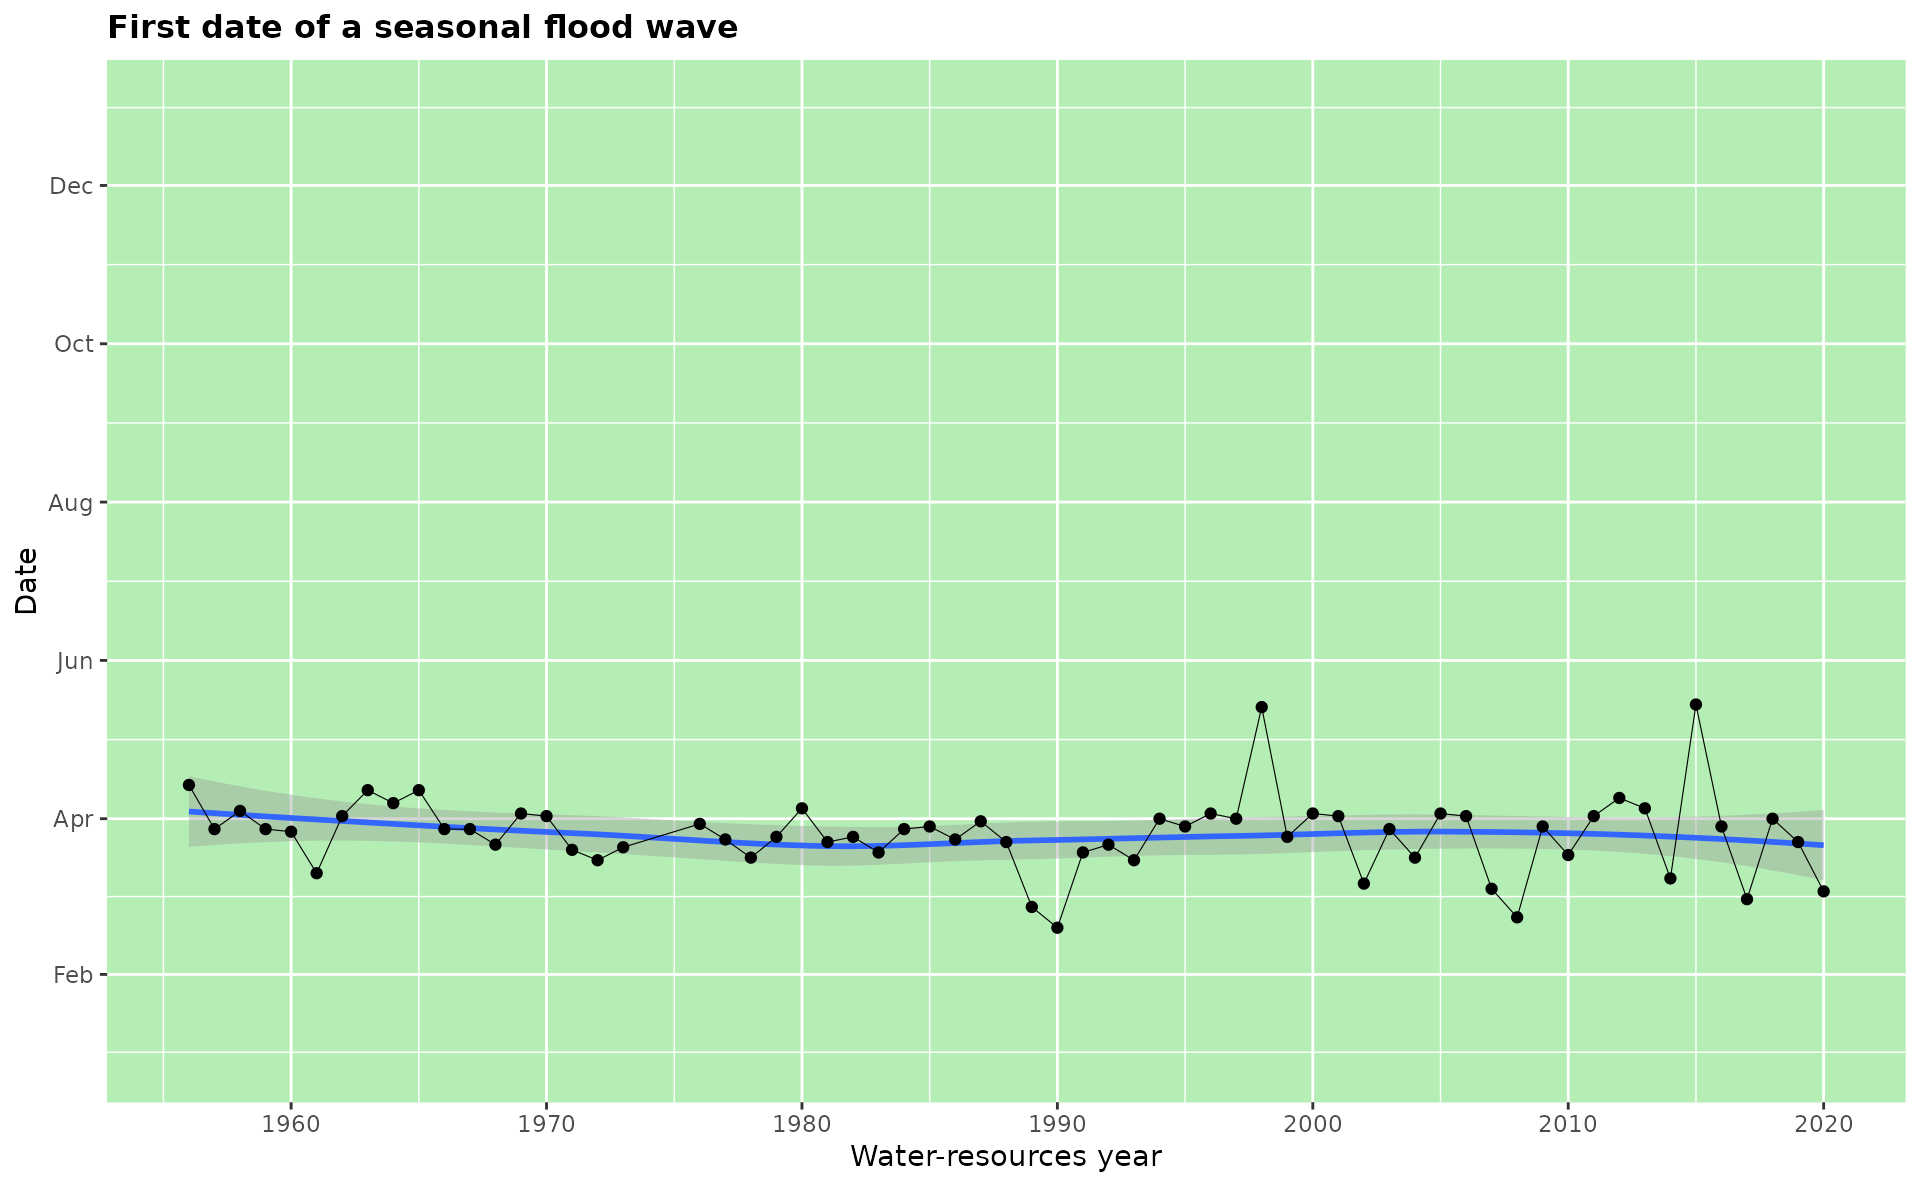 First date of a seasonal flood wave
Date
Dec
Oct
Aug
Jun
Apr
Feb
1960 1970 1980 1990 2000 2010 2020
Water-resources year